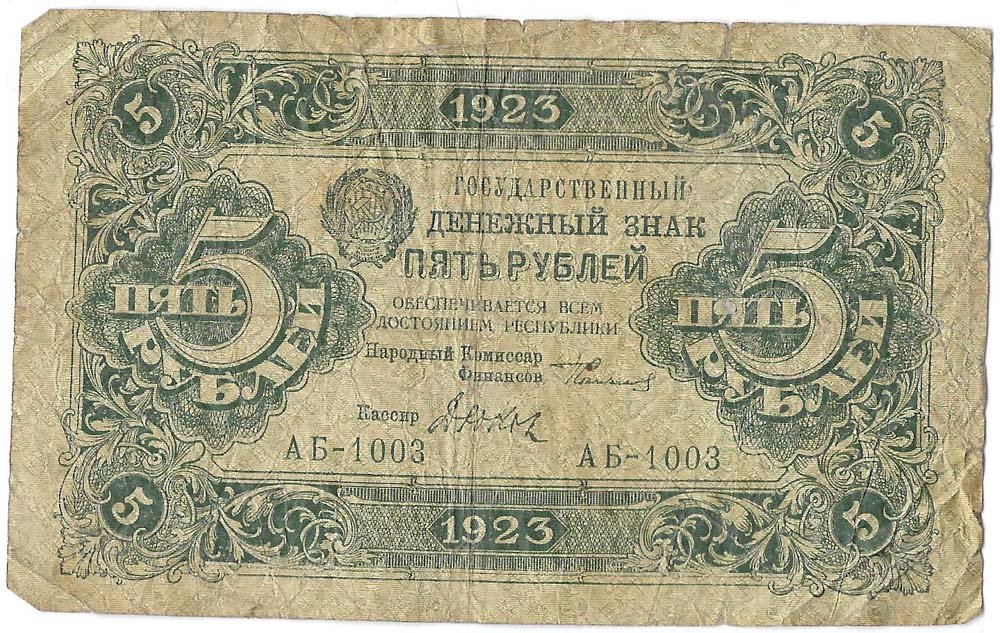 1923
5
5
ГОСУДАРСТВЕННЫЙ
ДЕНЕЖНЫЙ ЗНАК
ПЯТЬ РУБЛЕЙ
ОБЕСПЕЧИВАЕТСЯ ВСЕМ
ДОСТОЯНИЕМ РЕСПУБЛИКИ
5
ПЯТЬ
РУБЛЕЙ
5
ПЯТЬ
РУБЛЕЙ
Народный Комиссар
Финансов
Кассир
АБ-1003
АБ-1003
5
1923
5